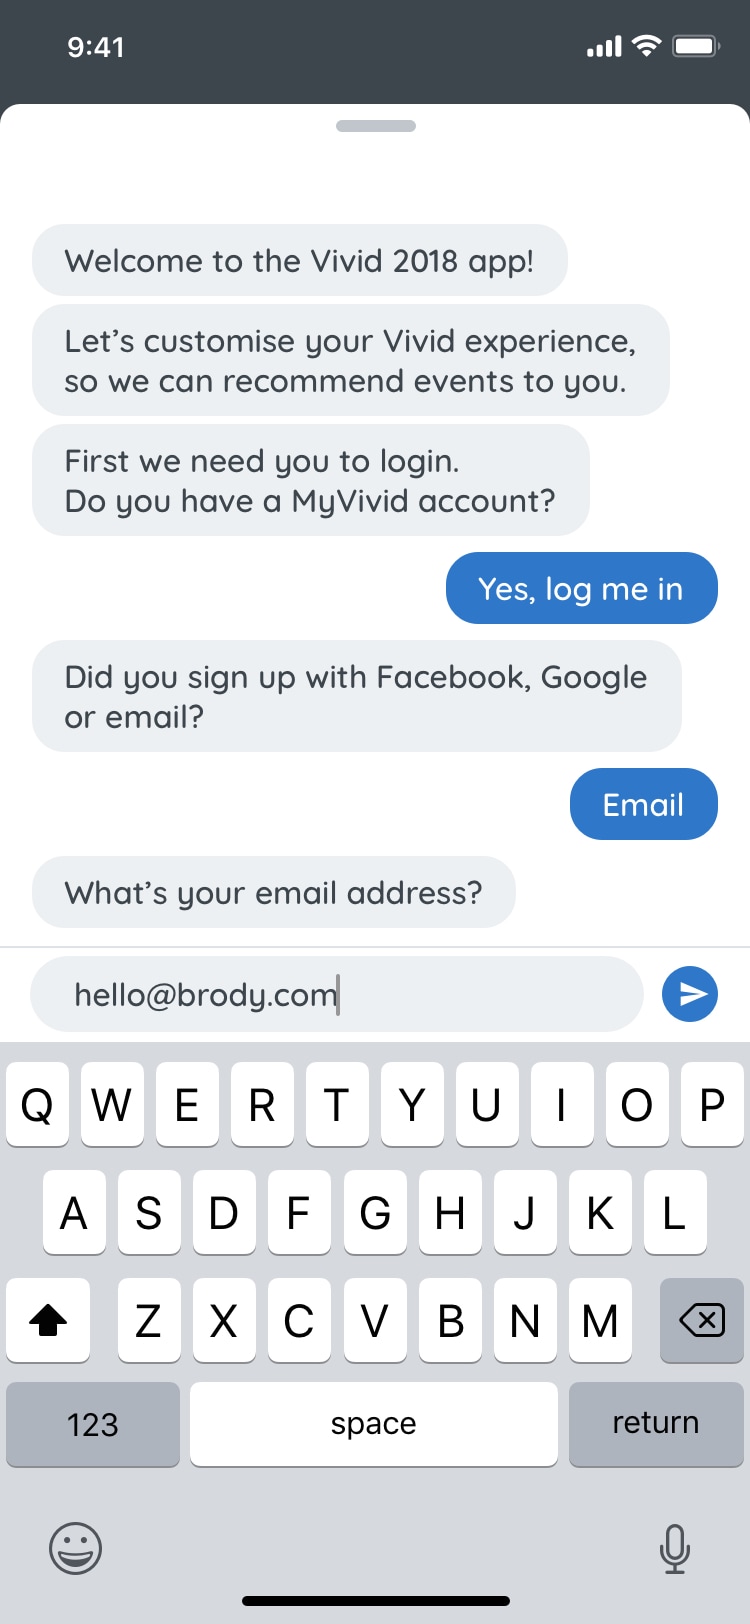 9:41
Welcome to the Vivid 2018 app!
Let’s customise your Vivid experience,
so we can recommend events to you.
First we need you to login.
Do you have a MyVivid account?
Yes, log me in
Did you sign up with Facebook, Google
or email?
Email
What’s your email address?
hello@brody.com
Q W E R T Y U I O P
A S D F G H J K L
Z X C V B N M
123 space return